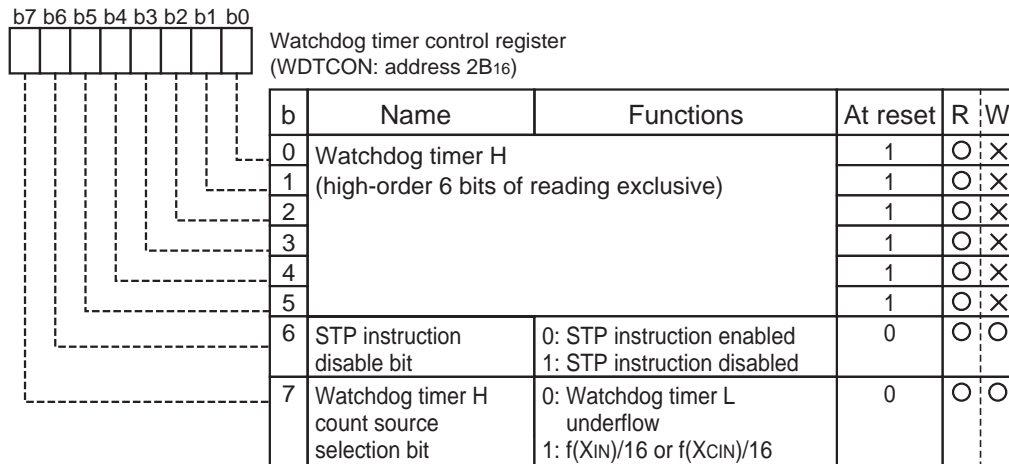 b7 b6 b5 b4 b3 b2 b1 b0
Watchdog timer control register
(WDTCON: address 2B16)
b Name Functions At reset R W
0 Watchdog timer H 1 O X
1 (high-order 6 bits of reading exclusive) 1 O X
2 1 O X
3 1 O X
4 1 O X
5 1 O X
6 STP instruction 0: STP instruction enabled 0 O O
disable bit 1: STP instruction disabled
7 Watchdog timer H 0: Watchdog timer L 0 O O
count source underflow
selection bit 1: f(XIN)/16 or f(XCIN)/16